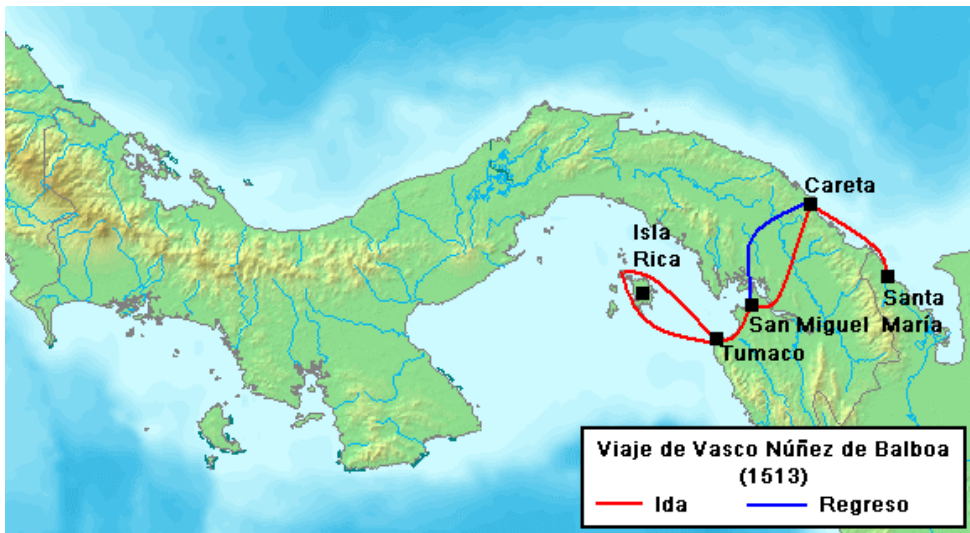 Careta
Isla
Rica
Santa
María
San Miguel
Tumaco
Viaje de Vasco Núñez de Balboa
(1513)
Ida
Regreso